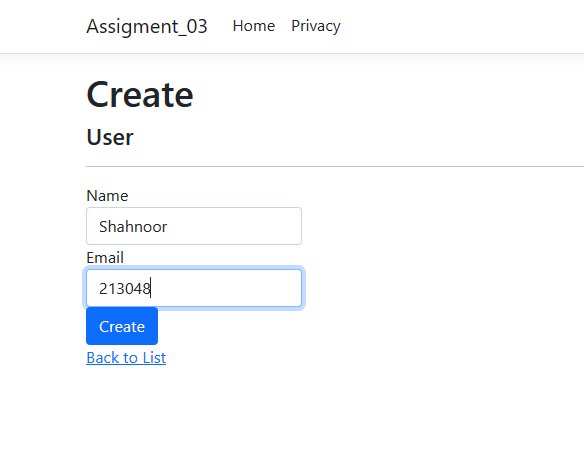 Assigment_03 Home Privacy
Create
User
Name
Shahnoor
Email
213048
Create
Back to List